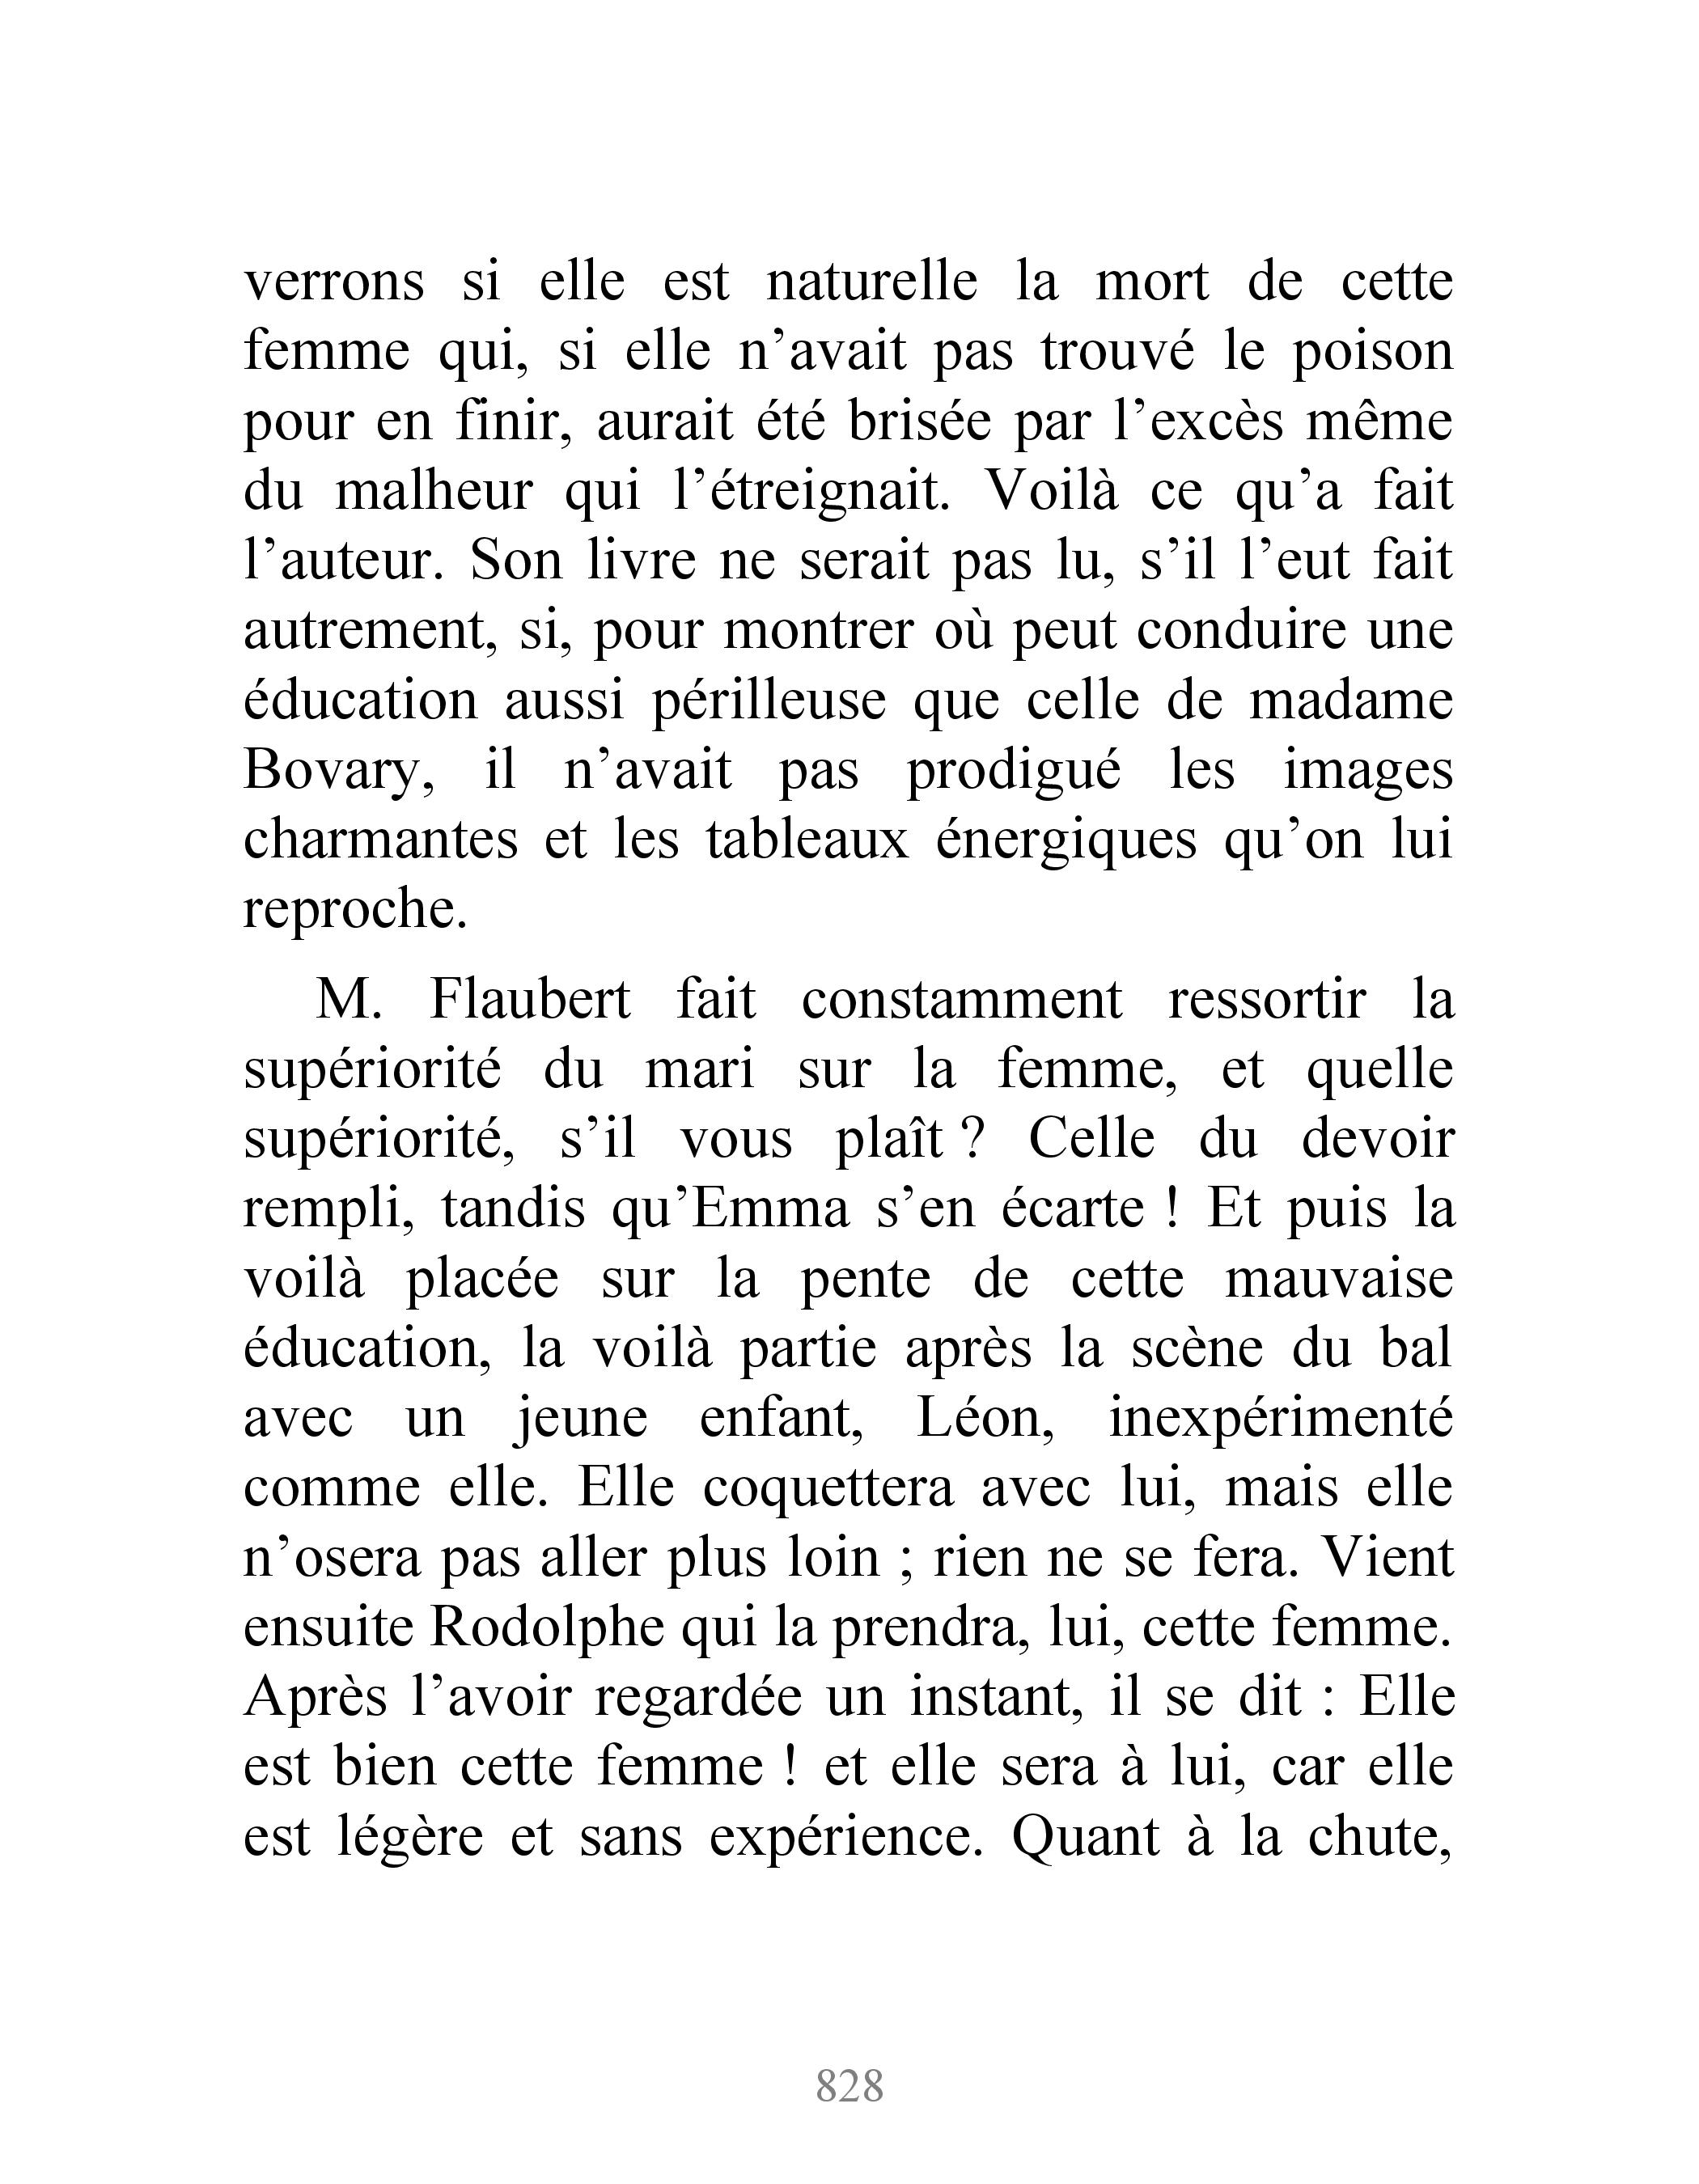 verrons si elle est naturelle la mort de cette
femme qui, si elle n’avait pas trouvé le poison
pour en finir, aurait été brisée par l’excès même
du malheur qui l’étreignait. Voilà ce qu’a fait
l’auteur. Son livre ne serait pas lu, s’il l’eut fait
autrement, si, pour montrer où peut conduire une
éducation aussi périlleuse que celle de madame
Bovary, il n’avait pas prodigué les images
charmantes et les tableaux énergiques qu’on lui
reproche.
M. Flaubert fait constamment ressortir la
supériorité du mari sur la femme, et quelle
supériorité, s’il vous plaît ? Celle du devoir
rempli, tandis qu’Emma s’en écarte ! Et puis la
voilà placée sur la pente de cette mauvaise
éducation, la voilà partie après la scène du bal
avec un jeune enfant, Léon, inexpérimenté
comme elle. Elle coquettera avec lui, mais elle
n’osera pas aller plus loin ; rien ne se fera. Vient
ensuite Rodolphe qui la prendra, lui, cette femme.
Après l’avoir regardée un instant, il se dit : Elle
est bien cette femme ! et elle sera à lui, car elle
est légère et sans expérience. Quant à la chute,
828